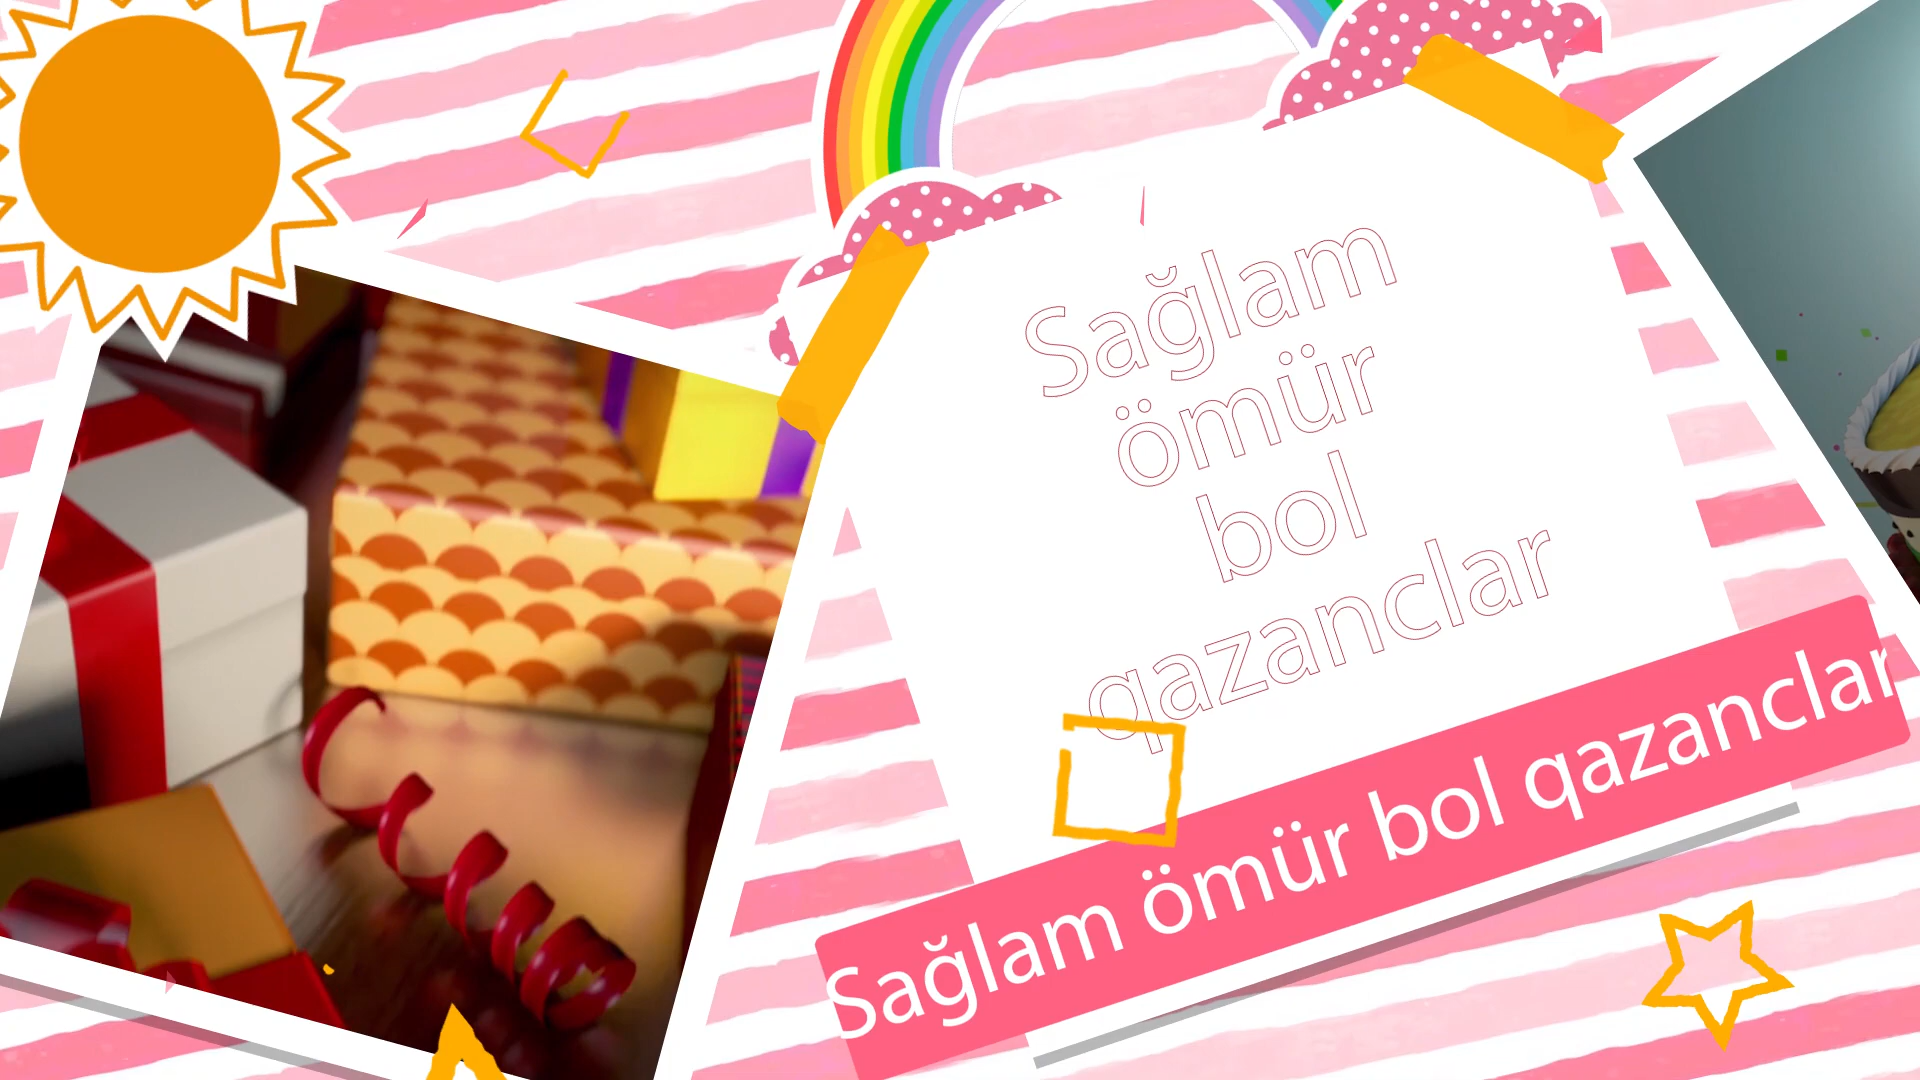 Sağlam
ömür
bol
qazanclar
Sağlam ömür bol qazanclar